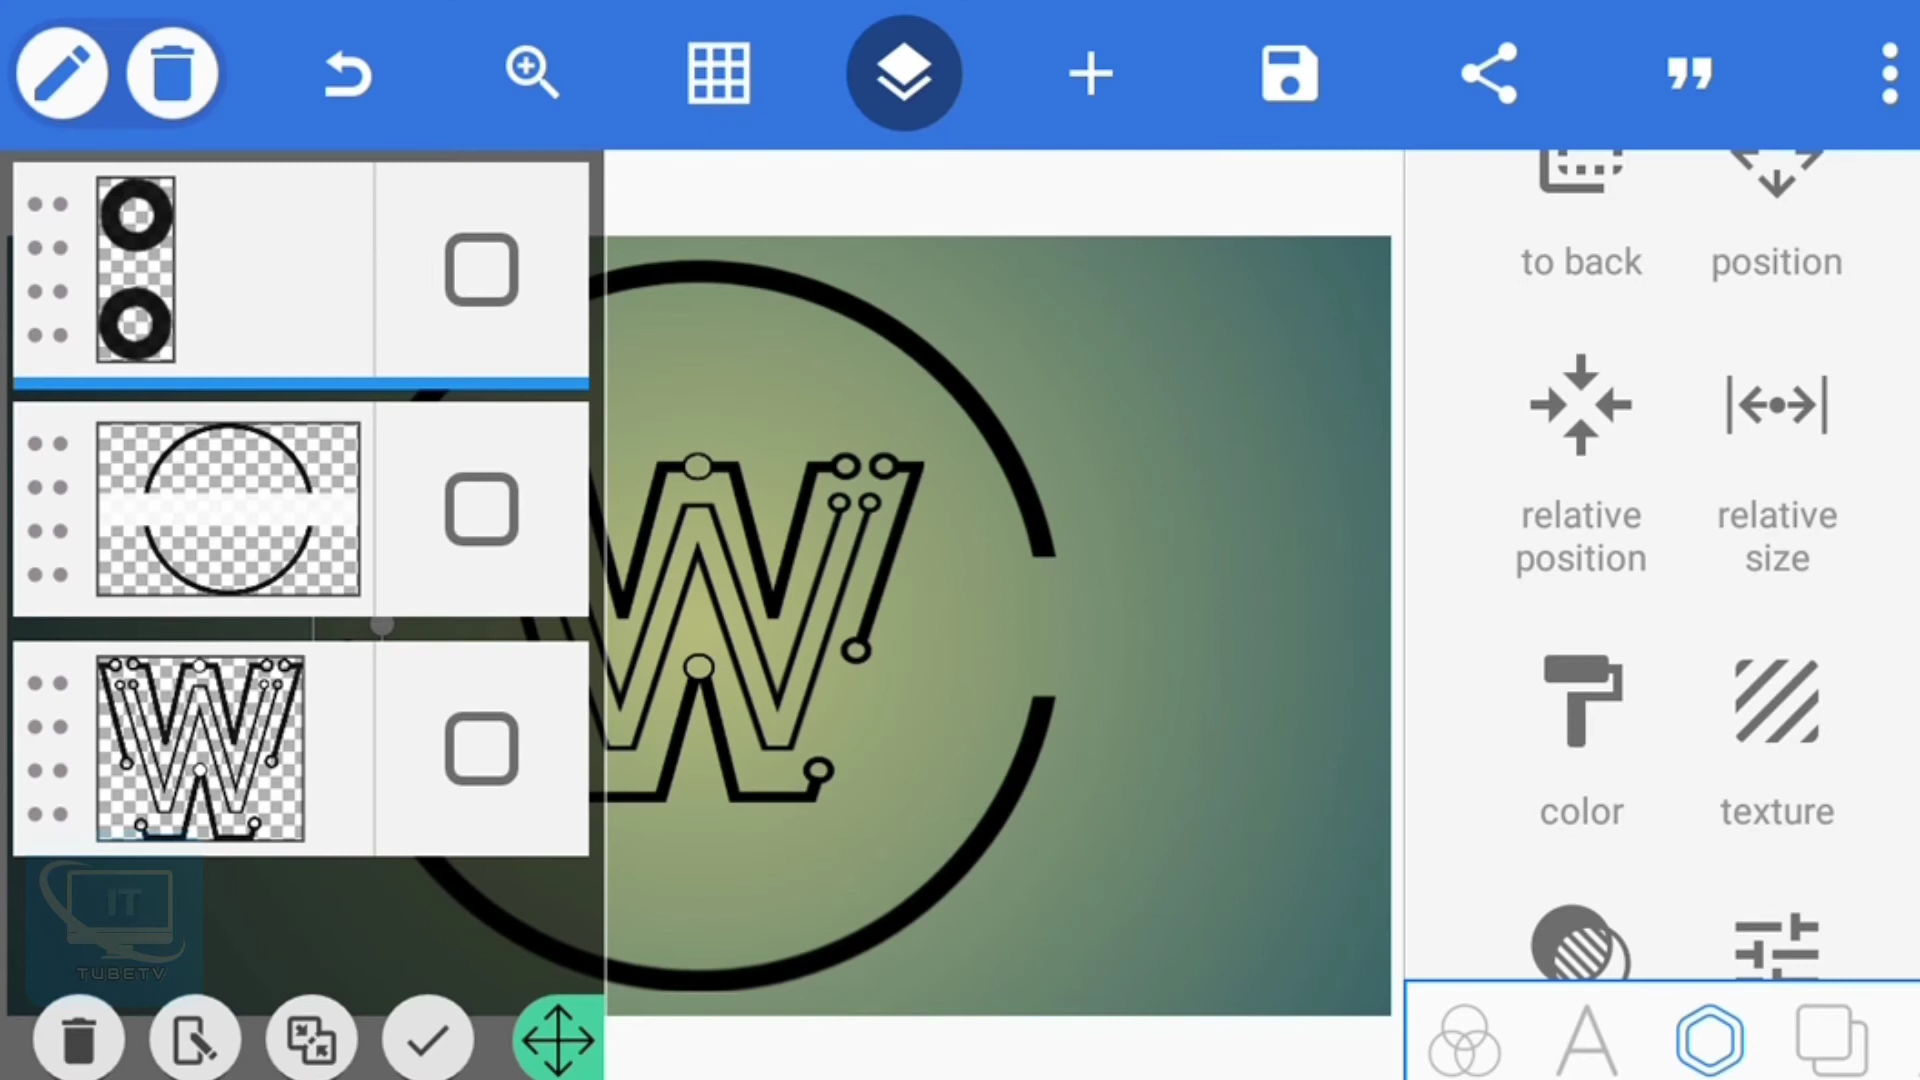 to back
position
relative
position
relative
size
color
texture
W
W
IT
TUBETV
A